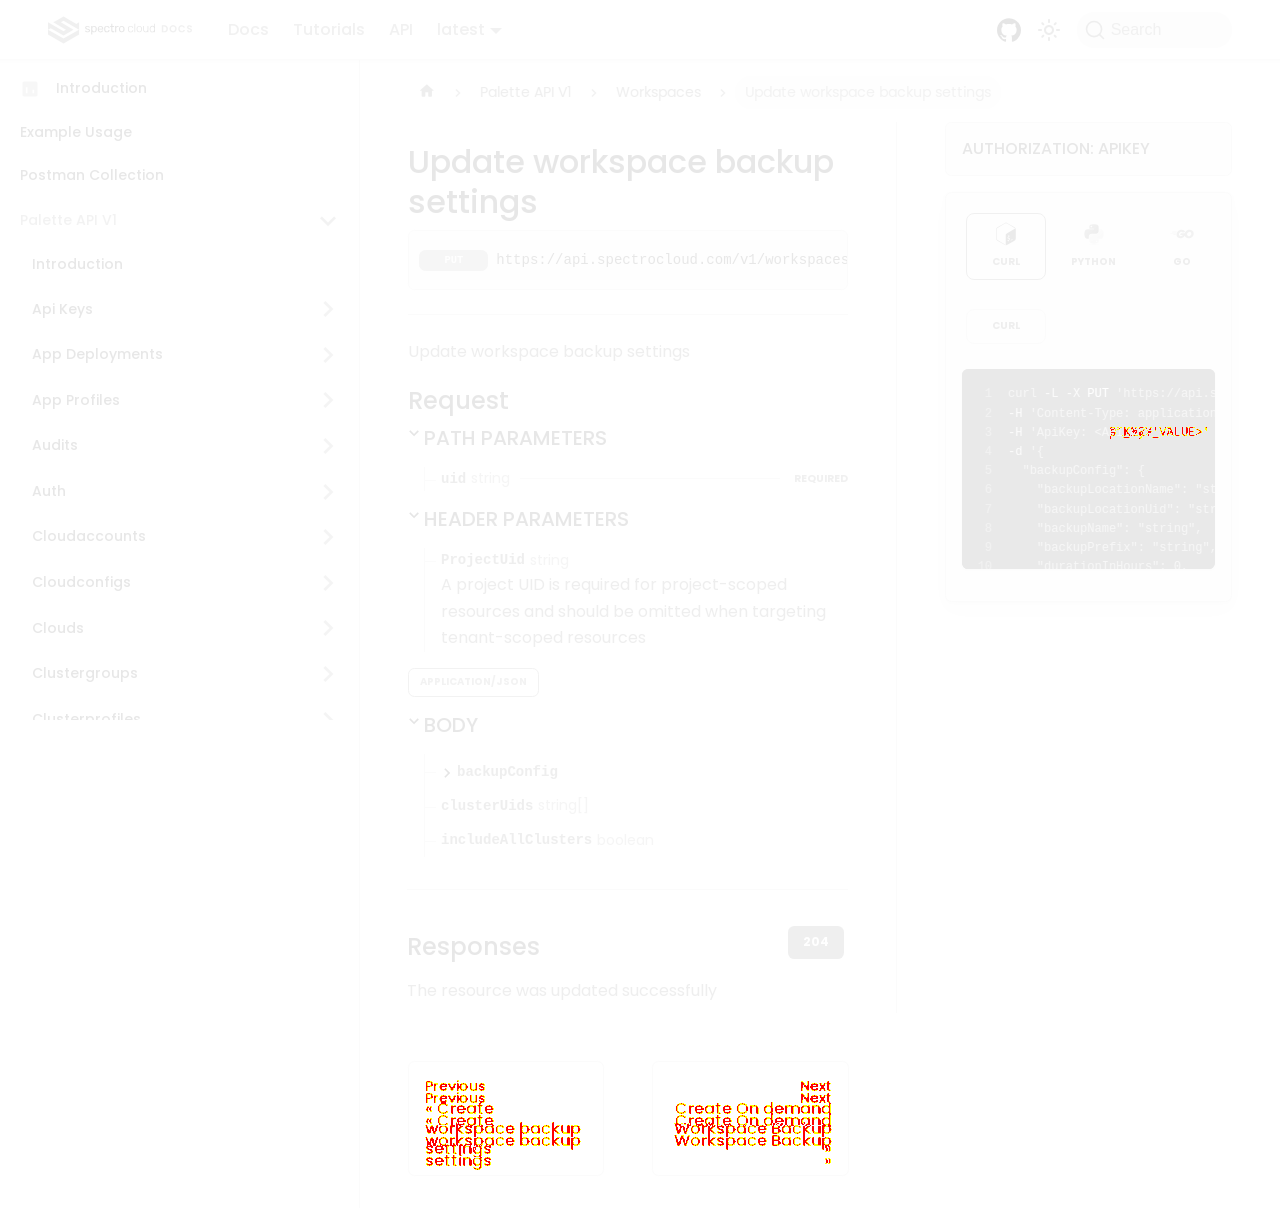 spectro cloud DOCS
Docs
Tutorials
API
latest
Search
Introduction
Example Usage
Postman Collection
Palette API V1
Introduction
Api Keys
App Deployments
App Profiles
Audits
Auth
Cloudaccounts
Cloudconfigs
Clouds
Clustergroups
Clusterprofiles
Palette API V1
Workspaces
Update workspace backup settings
Update workspace backup
settings
PUT https://api.spectrocloud.com/v1/workspaces
Update workspace backup settings
Request
PATH PARAMETERS
uid string REQUIRED
HEADER PARAMETERS
ProjectUid string
A project UID is required for project-scoped
resources and should be omitted when targeting
tenant-scoped resources
APPLICATION/JSON
BODY
backupConfig
clusterUids string[]
includeAllClusters boolean
Responses
204
The resource was updated successfully
Previous
« Create
workspace backup
settings
Next
Create On demand
Workspace Backup
»
AUTHORIZATION: APIKEY
CURL
PYTHON
GO
GO
CURL
1 curl -L -X PUT 'https://api.s
2 -H 'Content-Type: application
3 -H 'ApiKey: <A
4 -d '{
5 "backupConfig": {
6 "backupLocationName": "st
7 "backupLocationUid": "str
8 "backupName": "string",
9 "backupPrefix": "string",
10 "durationInHours": 0,